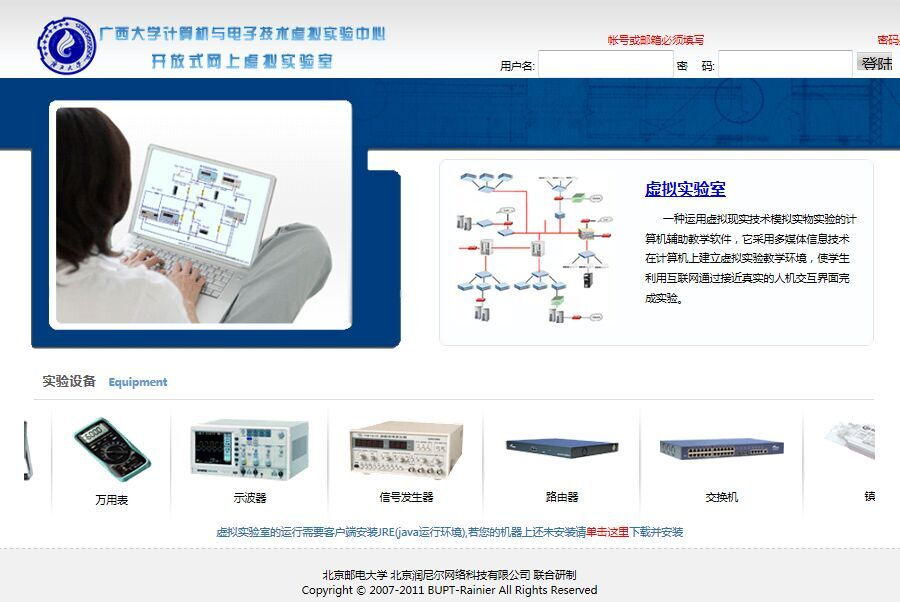 广西大学计算机与电子技术虚拟实验中心
开放式网上虚拟实验室
帐号或邮箱必须填写
密码
用户名:
密 码:
登陆
虚拟实验室
一种运用虚拟现实技术模拟实物实验的计
算机辅助教学软件，它采用多媒体信息技术
在计算机上建立虚拟实验教学环境，使学生
利用互联网通过接近真实的人机交互界面完
成实验。
实验设备 Equipment
万用表
示波器
信号发生器
路由器
交换机
镇
虚拟实验室的运行需要客户端安装JRE(java运行环境),若您的机器上还未安装请单击这里下载并安装
北京邮电大学 北京润尼尔网络科技有限公司 联合研制
Copyright © 2007-2011 BUPT-Rainier All Rights Reserved